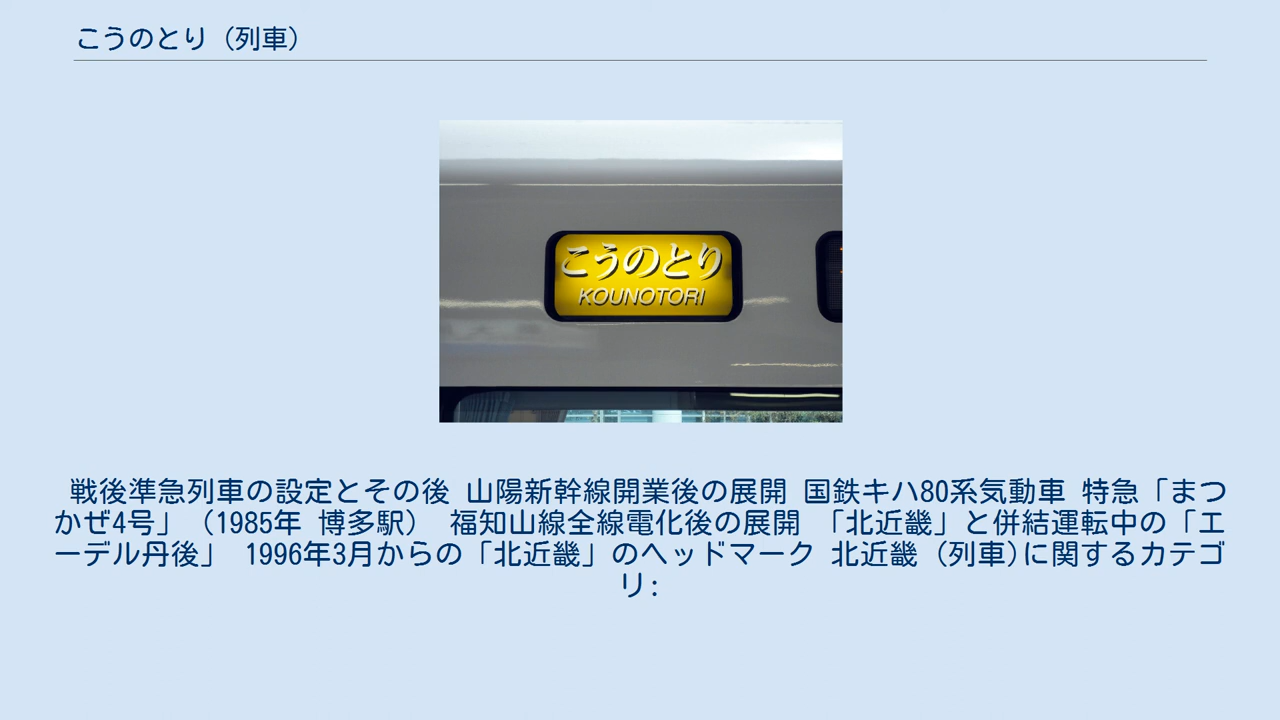 こうのとり (列車)
こうのとり
KOUNOTORI
戦後準急列車の設定とその後 山陽新幹線開業後の展開 国鉄キハ80系気動車 特急「まつ
かぜ4号」（1985年 博多駅） 福知山線全線電化後の展開 「北近畿」と併結運転中の「エ
ーデル丹後」 1996年3月からの「北近畿」のヘッドマーク 北近畿 (列車)に関するカテゴ
リ: